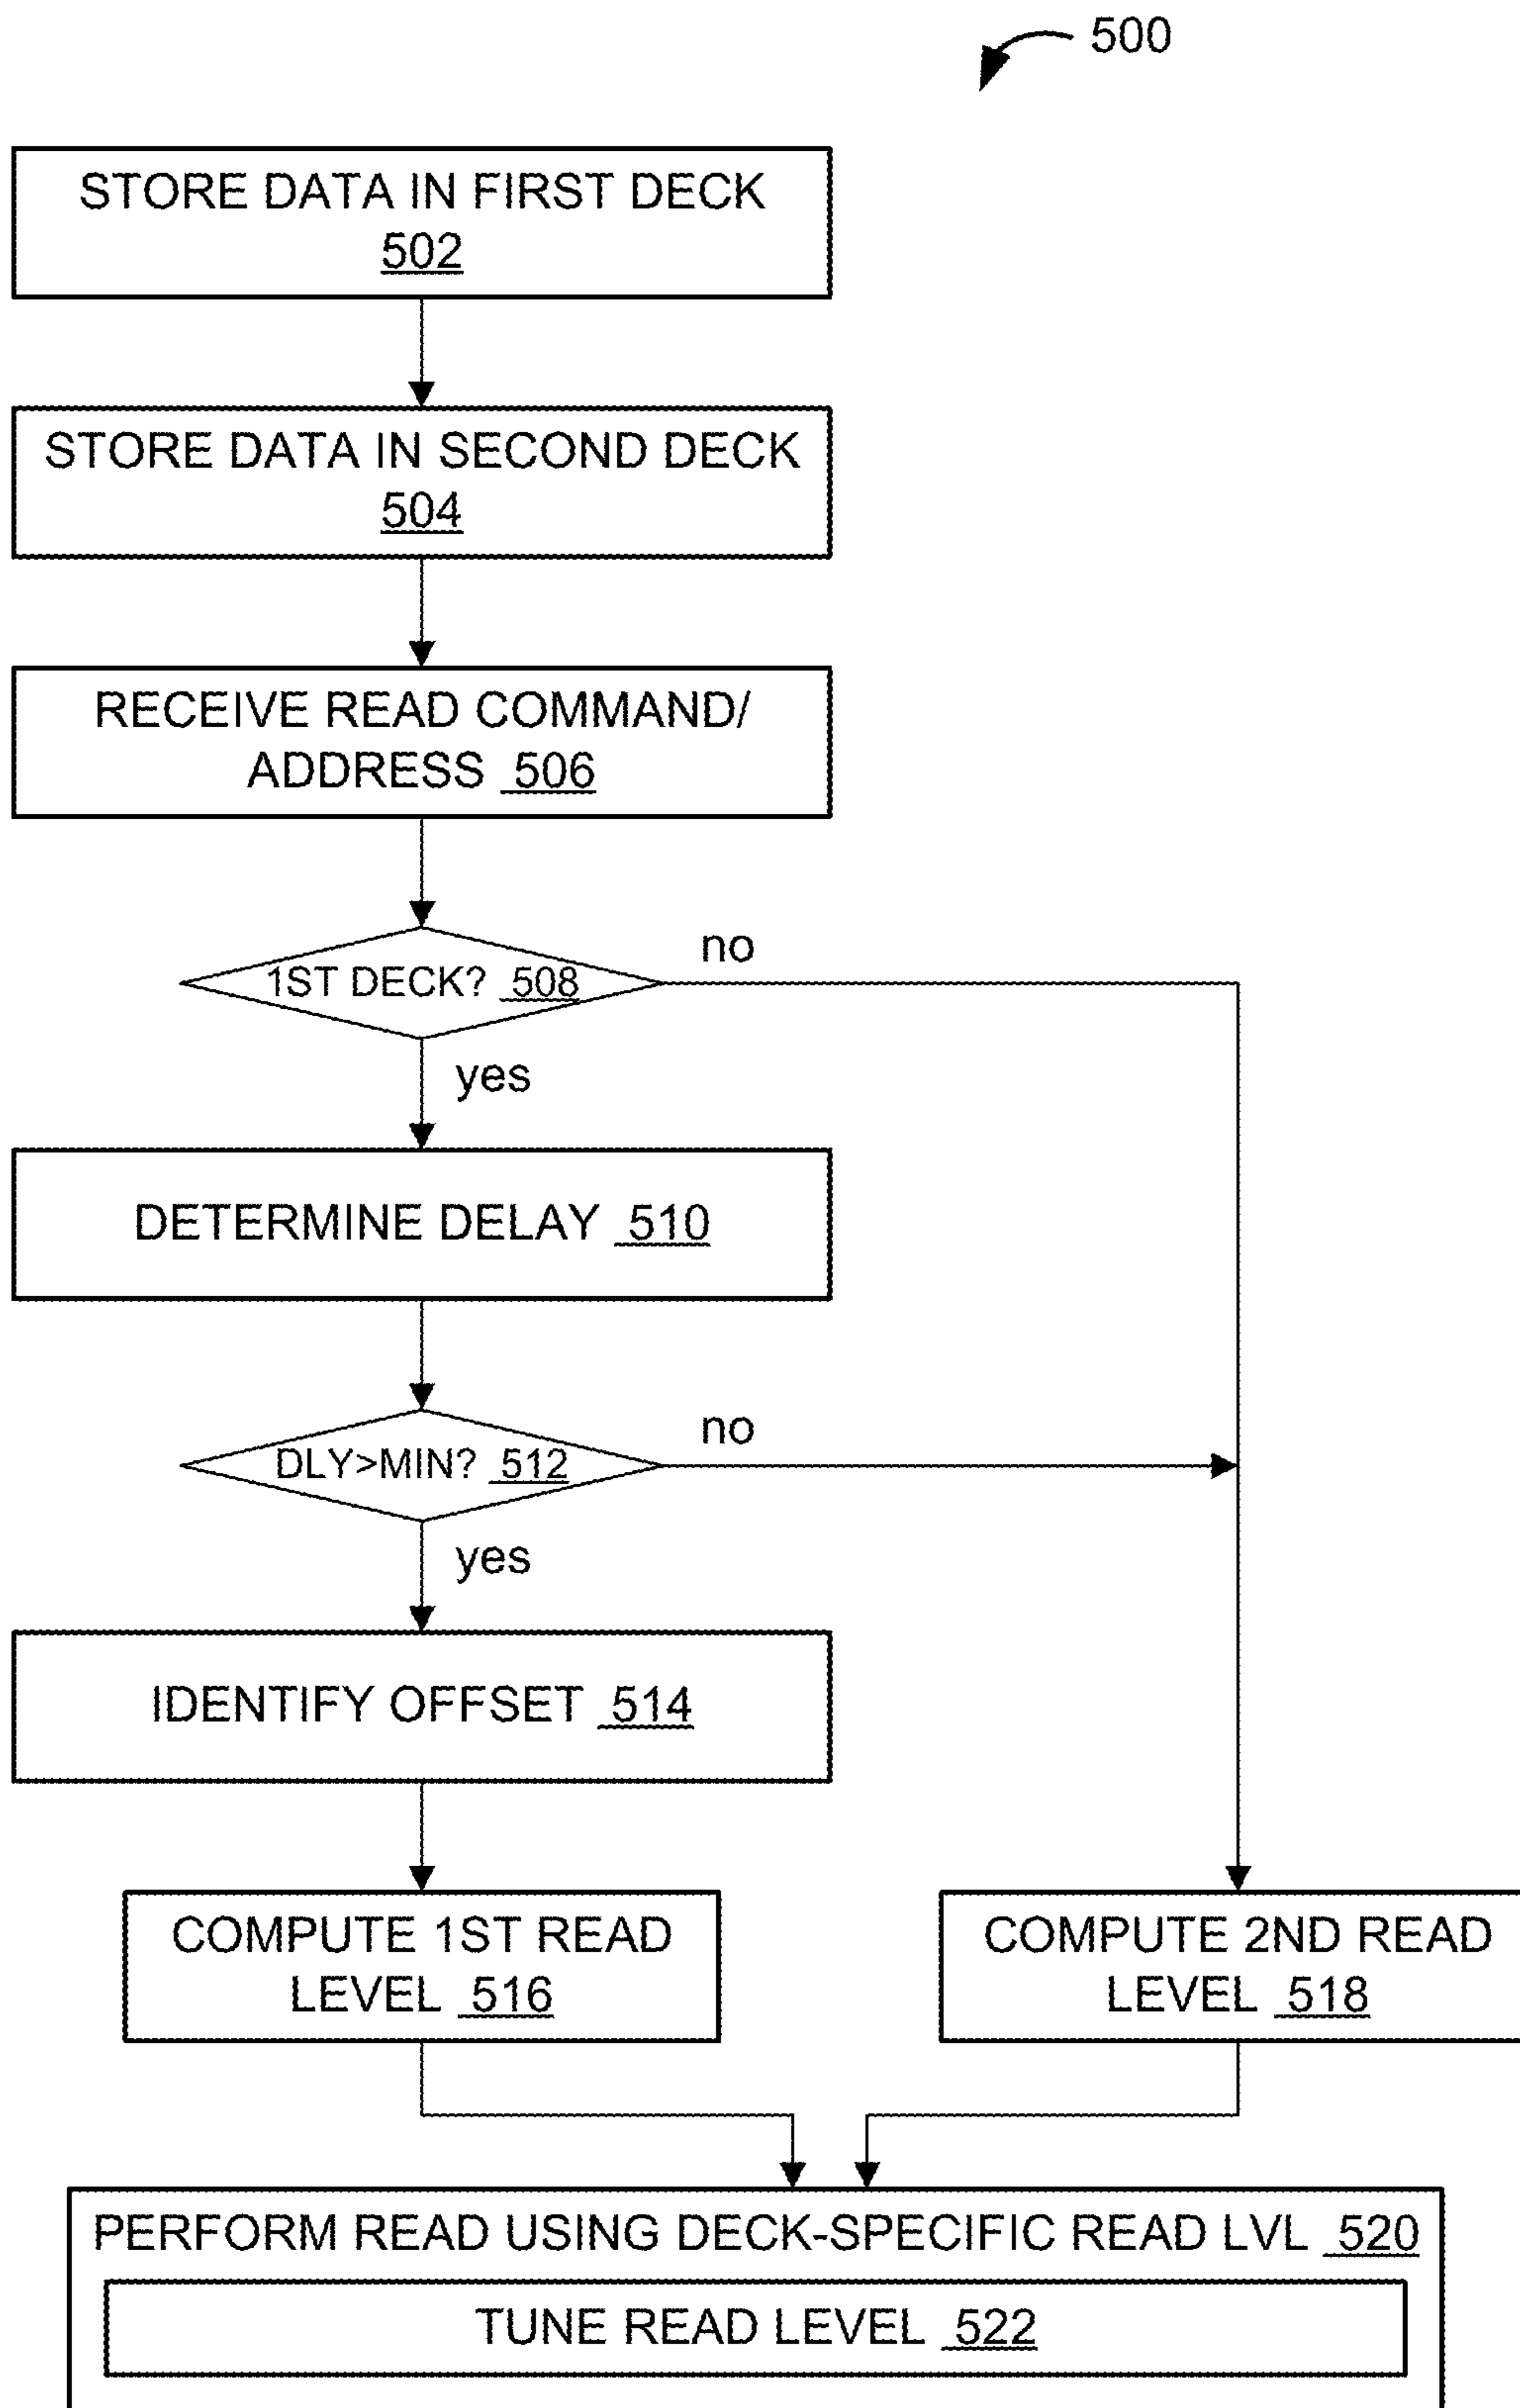 500
STORE DATA IN FIRST DECK
502
STORE DATA IN SECOND DECK
504
RECEIVE READ COMMAND/
ADDRESS 506
1ST DECK? 508
no
yes
DETERMINE DELAY 510
DLY>MIN? 512
no
yes
IDENTIFY OFFSET 514
COMPUTE 1ST READ
LEVEL 516
COMPUTE 2ND READ
LEVEL 518
PERFORM READ USING DECK-SPECIFIC READ LVL 520
TUNE READ LEVEL 522